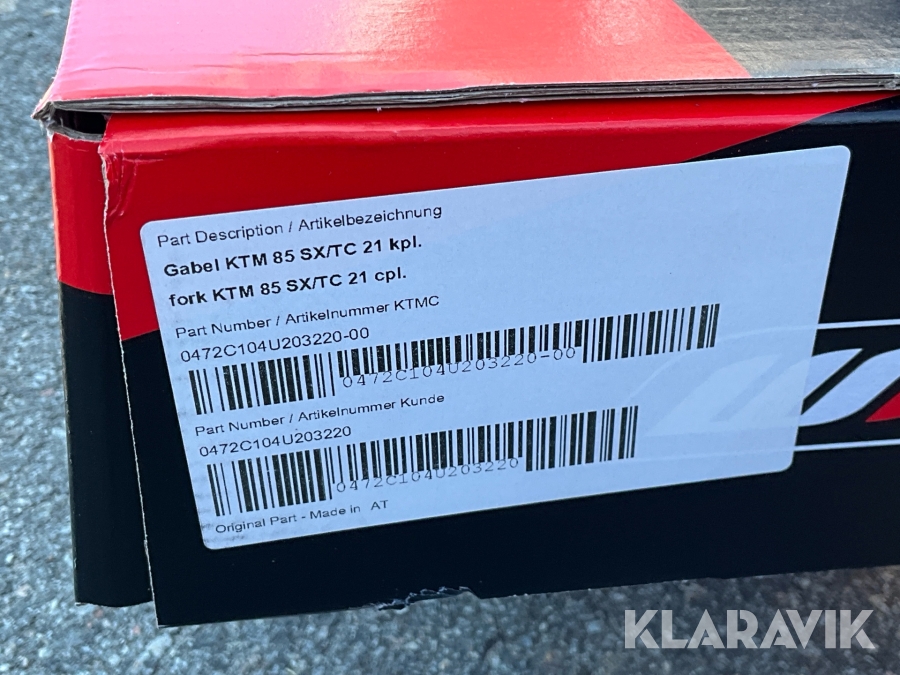 Part Description / Artikelbezeichnung
Gabel KTM 85 SX/TC 21 kpl.
fork KTM 85 SX/TC 21 cpl.
Part Number / Artikelnummer KTMC
0472C104U203220-00
0472C104U203220-00
Part Number / Artikelnummer Kunde
0472C104U203220
0472C104U203220
Original Part - Made in AT
KLARAVIK